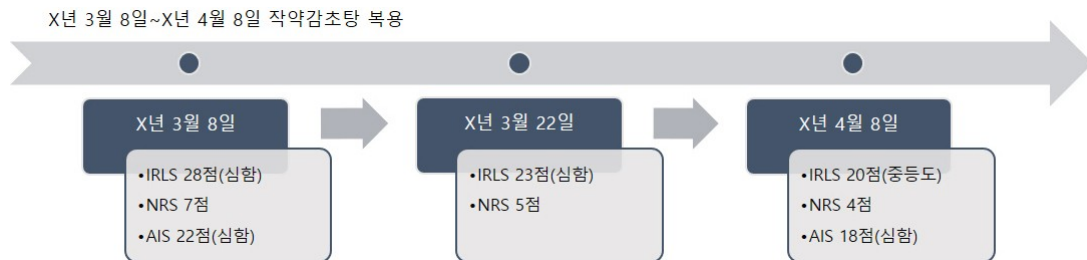 X년 3월 8일~X년 4월 8일 작약감초탕 복용
X년 3월 8일
•IRLS 28점(심함)
•NRS 7점
•AIS 22점(심함)
X년 3월 22일
•IRLS 23점(심함)
•NRS 5점
X년 4월 8일
•IRLS 20점(중등도)
•NRS 4점
•AIS 18점(심함)